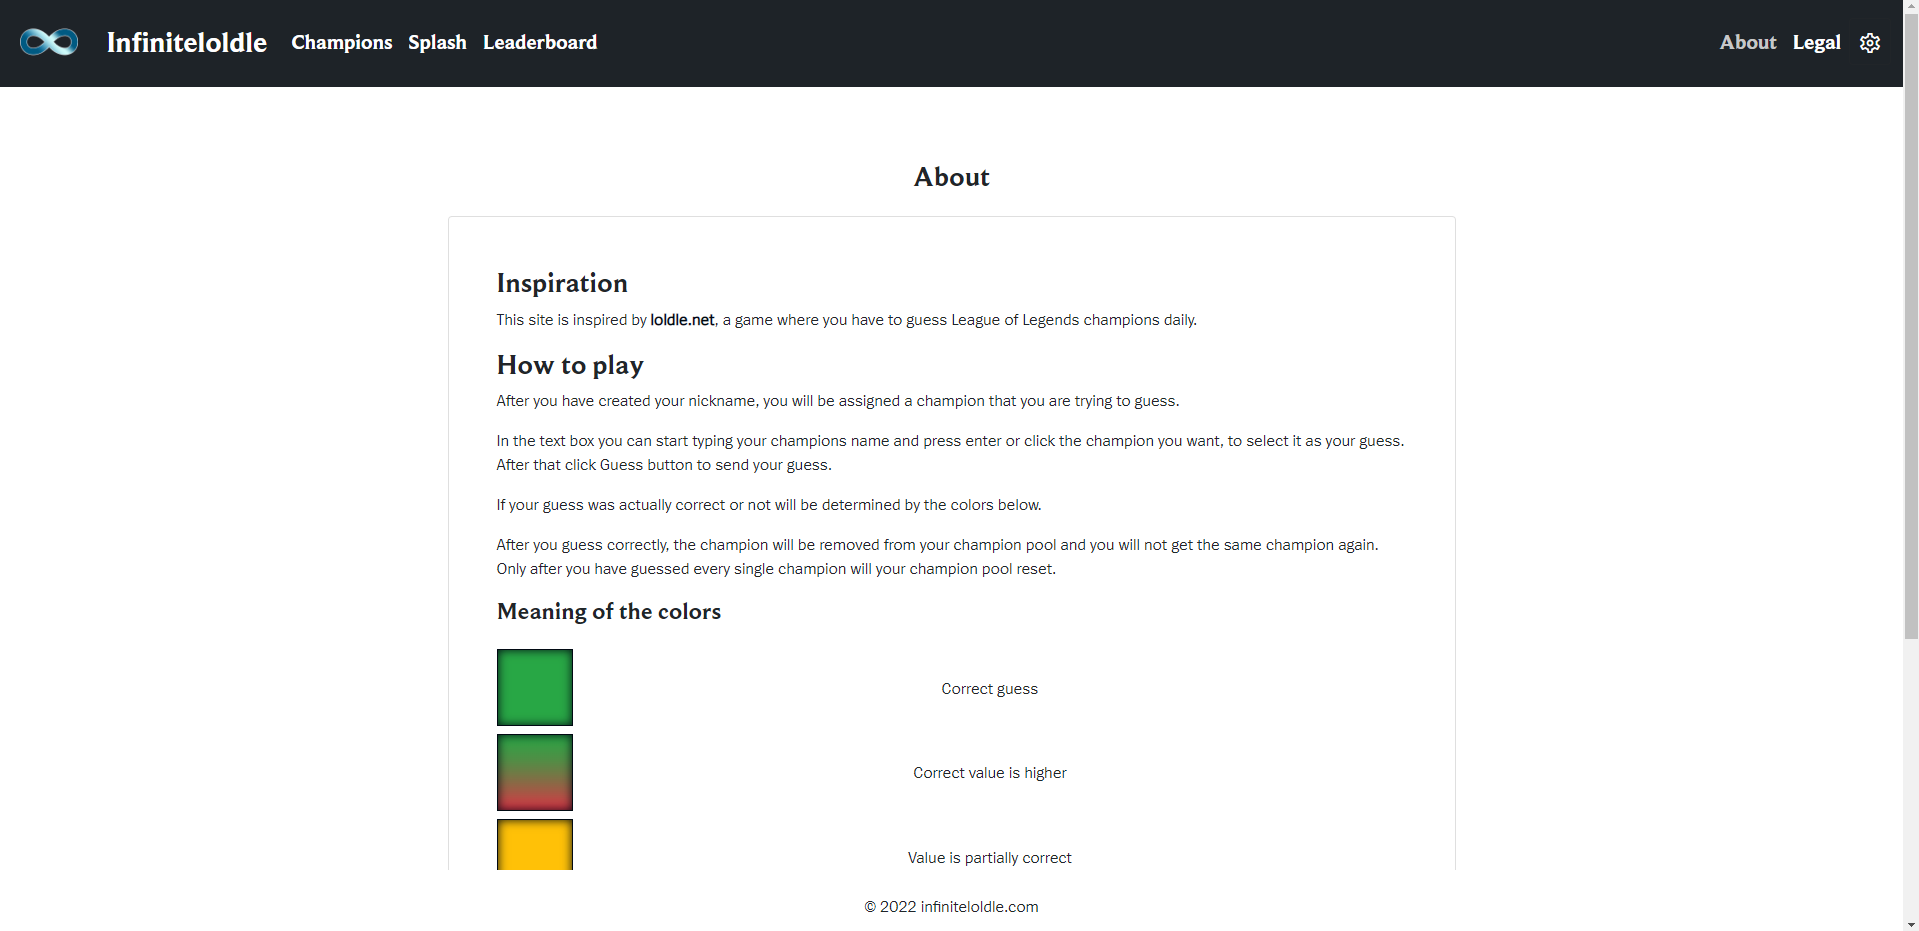 Infiniteloldle Champions Splash Leaderboard About Legal
About
Inspiration
This site is inspired by loldle.net, a game where you have to guess League of Legends champions daily.
How to play
After you have created your nickname, you will be assigned a champion that you are trying to guess.
In the text box you can start typing your champions name and press enter or click the champion you want, to select it as your guess.
After that click Guess button to send your guess.
If your guess was actually correct or not will be determined by the colors below.
After you guess correctly, the champion will be removed from your champion pool and you will not get the same champion again.
Only after you have guessed every single champion will your champion pool reset.
Meaning of the colors
Correct guess
Correct value is higher
Value is partially correct
© 2022 infiniteloldle.com